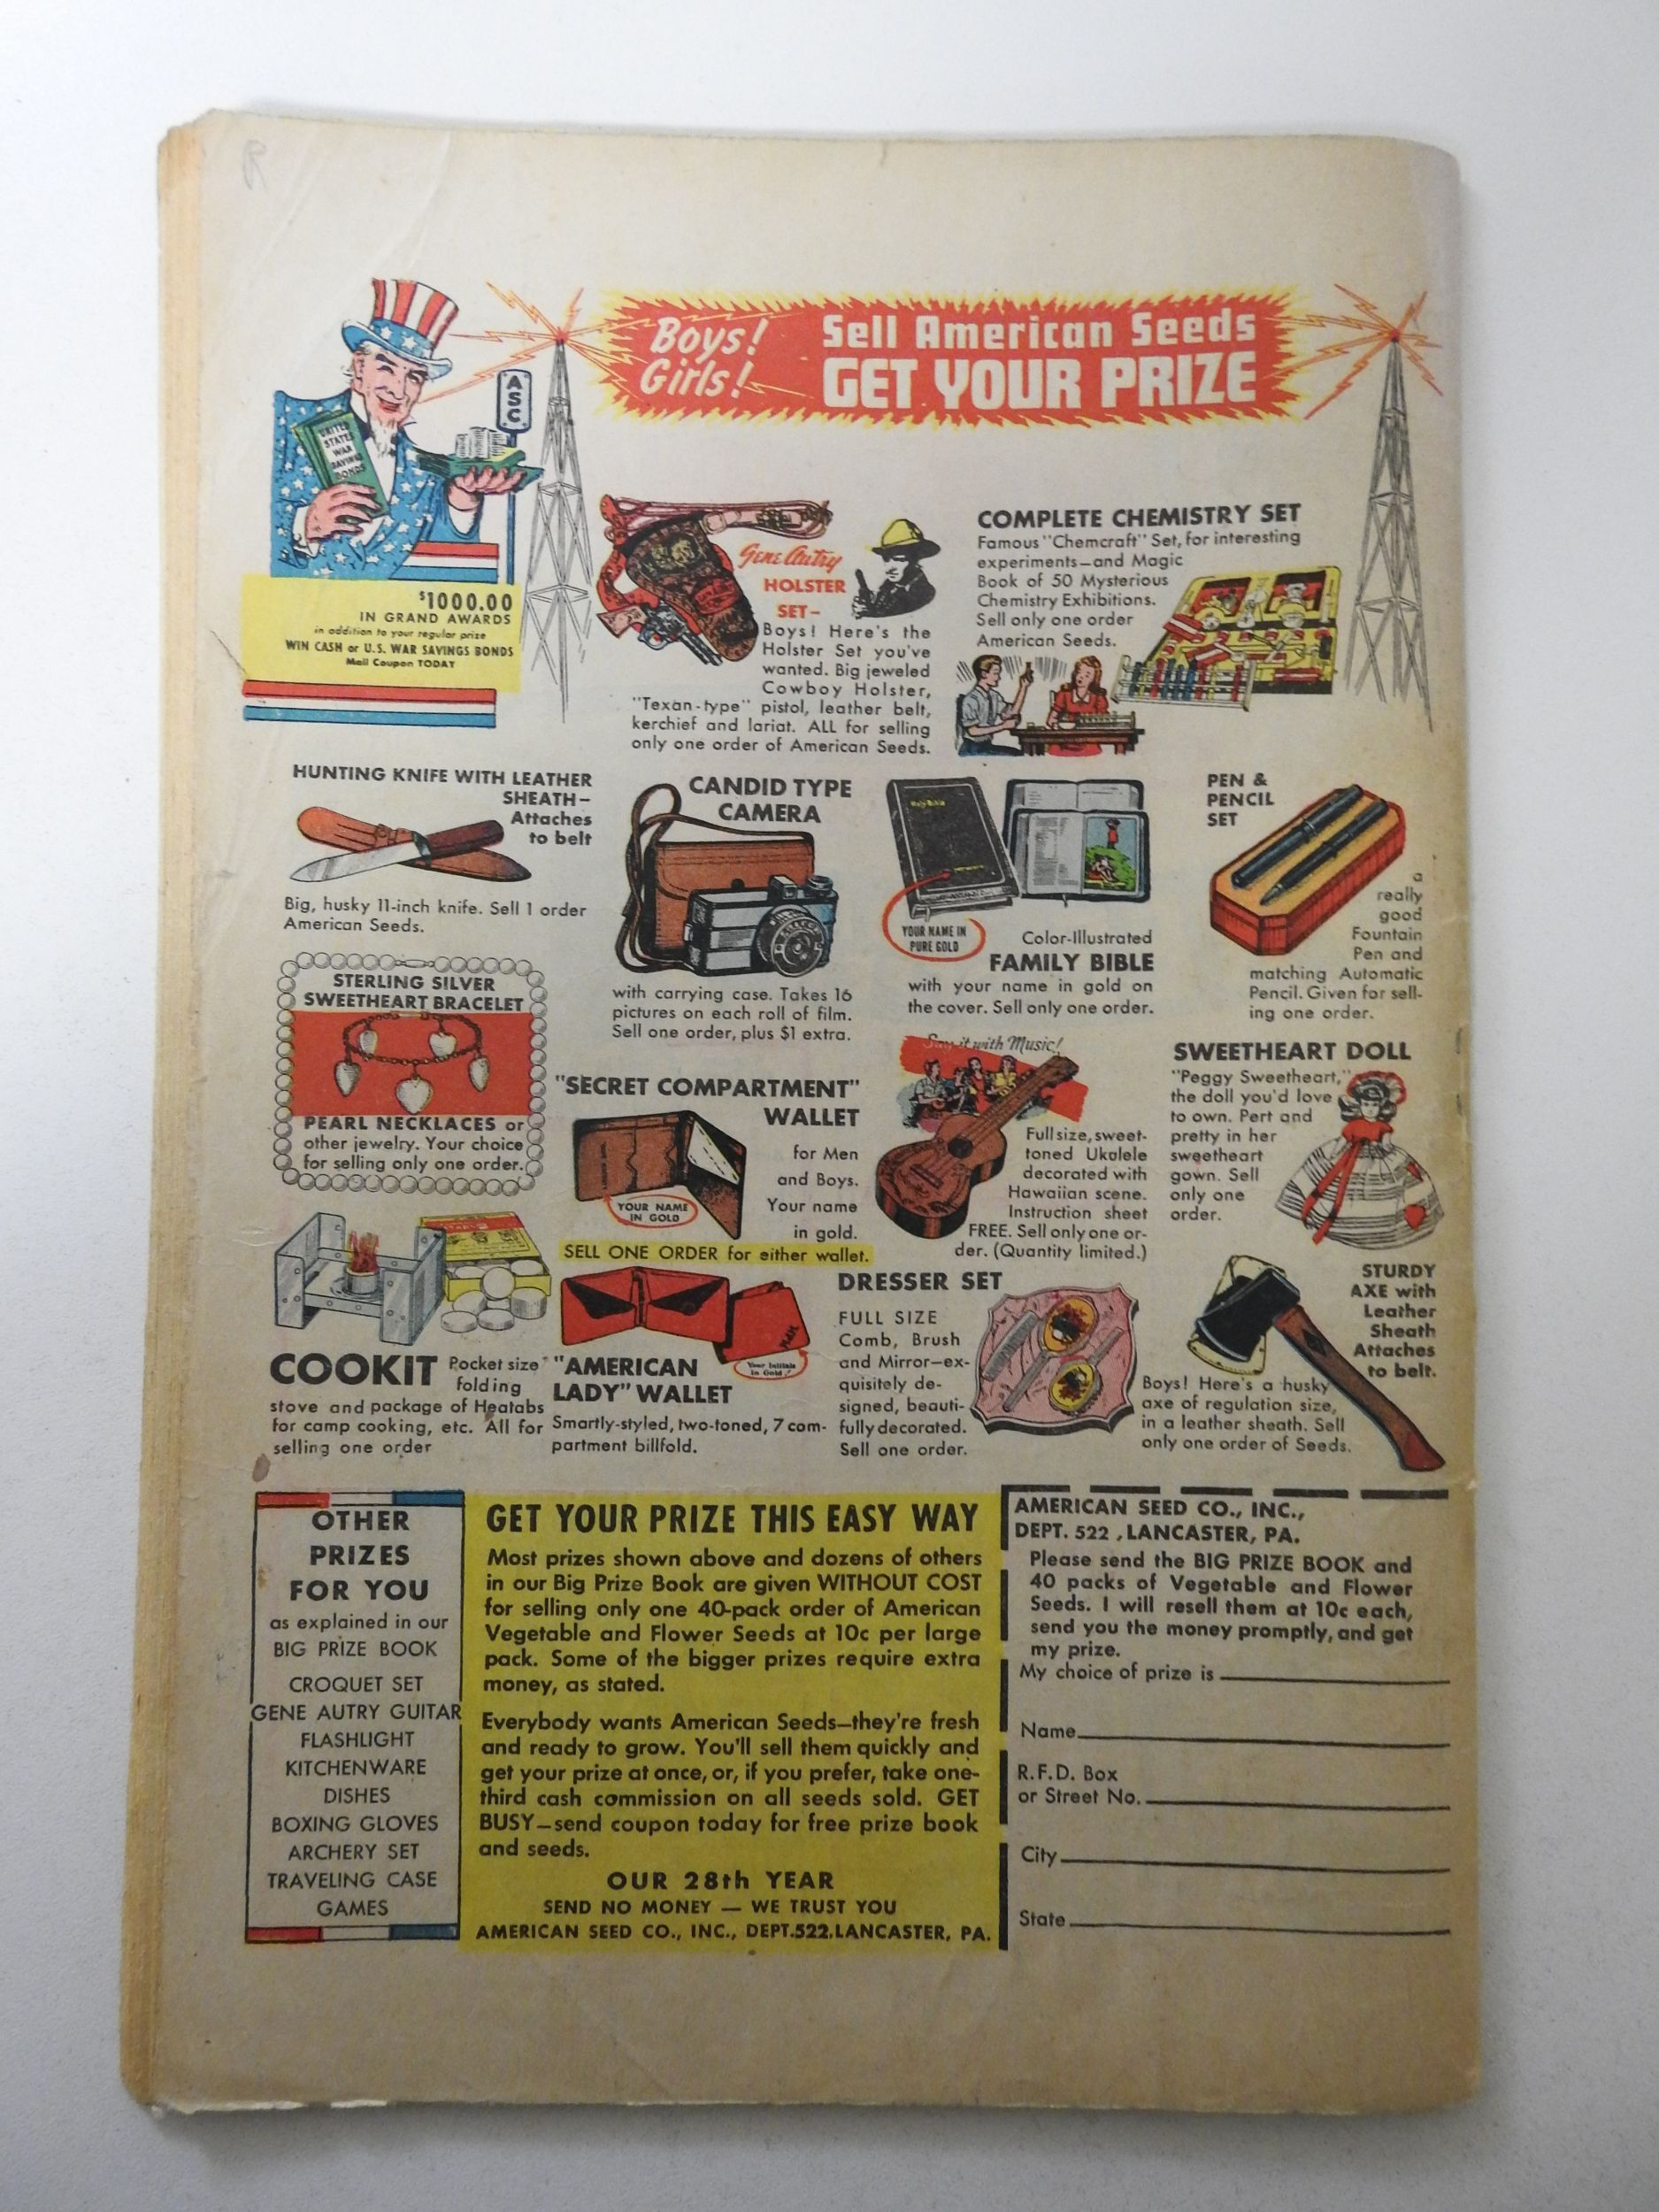 R
Boys!
Girls!
Sell American Seeds
GET YOUR PRIZE
ASC
UNITED
STATES
WAR
SAVINGS
BONDS
$1000.00
IN GRAND AWARDS
in addition to your regular prize
WIN CASH or U.S. WAR SAVINGS BONDS
Mail Coupon TODAY
Gene Autry
HOLSTER
SET–
Boys! Here's the
Holster Set you've
wanted. Big jeweled
Cowboy Holster,
"Texan-type" pistol, leather belt,
kerchief and lariat. ALL for selling
only one order of American Seeds.
COMPLETE CHEMISTRY SET
Famous "Chemcraft" Set, for interesting
experiments—and Magic
Book of 50 Mysterious
Chemistry Exhibitions.
Sell only one order
American Seeds.
HUNTING KNIFE WITH LEATHER
SHEATH–
Attaches
to belt
Big, husky 11-inch knife. Sell 1 order
American Seeds.
CANDID TYPE
CAMERA
with carrying case. Takes 16
pictures on each roll of film.
Sell one order, plus $1 extra.
Holy Bible
YOUR NAME IN
PURE GOLD
Color-Illustrated
FAMILY BIBLE
with your name in gold on
the cover. Sell only one order.
PEN &
PENCIL
SET
a
really
good
Fountain
Pen and
matching Automatic
Pencil. Given for sell-
ing one order.
STERLING SILVER
SWEETHEART BRACELET
PEARL NECKLACES or
other jewelry. Your choice
for selling only one order.
"SECRET COMPARTMENT"
WALLET
for Men
and Boys.
Your name
in gold.
YOUR NAME
IN GOLD
SELL ONE ORDER for either wallet.
Say it with Music!
Full size, sweet-
toned Ukulele
decorated with
Hawaiian scene.
Instruction sheet
FREE. Sell only one or-
der. (Quantity limited.)
SWEETHEART DOLL
"Peggy Sweetheart,"
the doll you'd love
to own. Pert and
pretty in her
sweetheart
gown. Sell
only one
order.
COOKIT Pocket size
folding
stove and package of Heatabs
for camp cooking, etc. All for
selling one order
Your Initials
in Gold
"AMERICAN
LADY" WALLET
Smartly-styled, two-toned, 7 com-
partment billfold.
DRESSER SET
FULL SIZE
Comb, Brush
and Mirror—ex-
quisitely de-
signed, beauti-
fully decorated.
Sell one order.
STURDY
AXE with
Leather
Sheath
Attaches
to belt.
Boys! Here's a husky
axe of regulation size,
in a leather sheath. Sell
only one order of Seeds.
OTHER
PRIZES
FOR YOU
as explained in our
BIG PRIZE BOOK
CROQUET SET
GENE AUTRY GUITAR
FLASHLIGHT
KITCHENWARE
DISHES
BOXING GLOVES
ARCHERY SET
TRAVELING CASE
GAMES
GET YOUR PRIZE THIS EASY WAY
Most prizes shown above and dozens of others
in our Big Prize Book are given WITHOUT COST
for selling only one 40-pack order of American
Vegetable and Flower Seeds at 10c per large
pack. Some of the bigger prizes require extra
money, as stated.
Everybody wants American Seeds—they're fresh
and ready to grow. You'll sell them quickly and
get your prize at once, or, if you prefer, take one-
third cash commission on all seeds sold. GET
BUSY—send coupon today for free prize book
and seeds.
OUR 28th YEAR
SEND NO MONEY — WE TRUST YOU
AMERICAN SEED CO., INC., DEPT.522.LANCASTER, PA.
AMERICAN SEED CO., INC.,
DEPT. 522 , LANCASTER, PA.
Please send the BIG PRIZE BOOK and
40 packs of Vegetable and Flower
Seeds. I will resell them at 10c each,
send you the money promptly, and get
my prize.
My choice of prize is
Name
R.F.D. Box
or Street No.
City
State